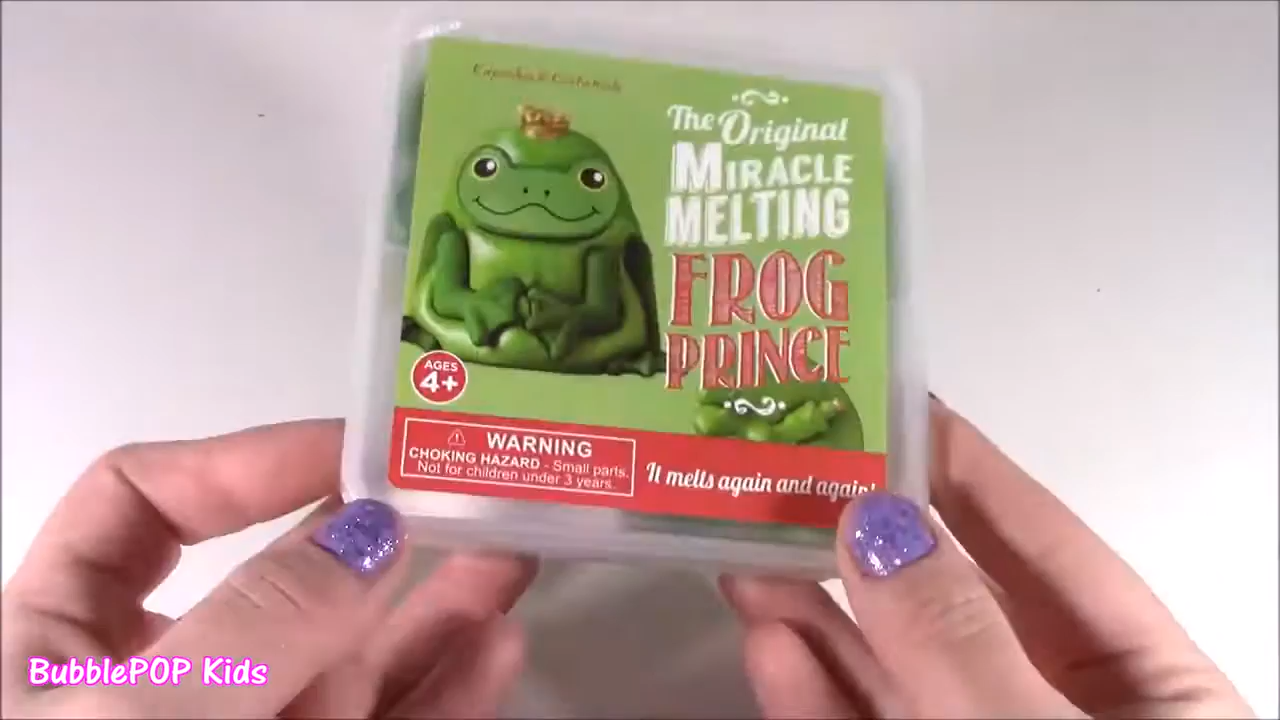 The Original
MIRACLE
MELTING
FROG
PRINCE
AGES
4+
WARNING
CHOKING HAZARD - Small parts.
Not for children under 3 years.
It melts again and again!
BubblePOP Kids